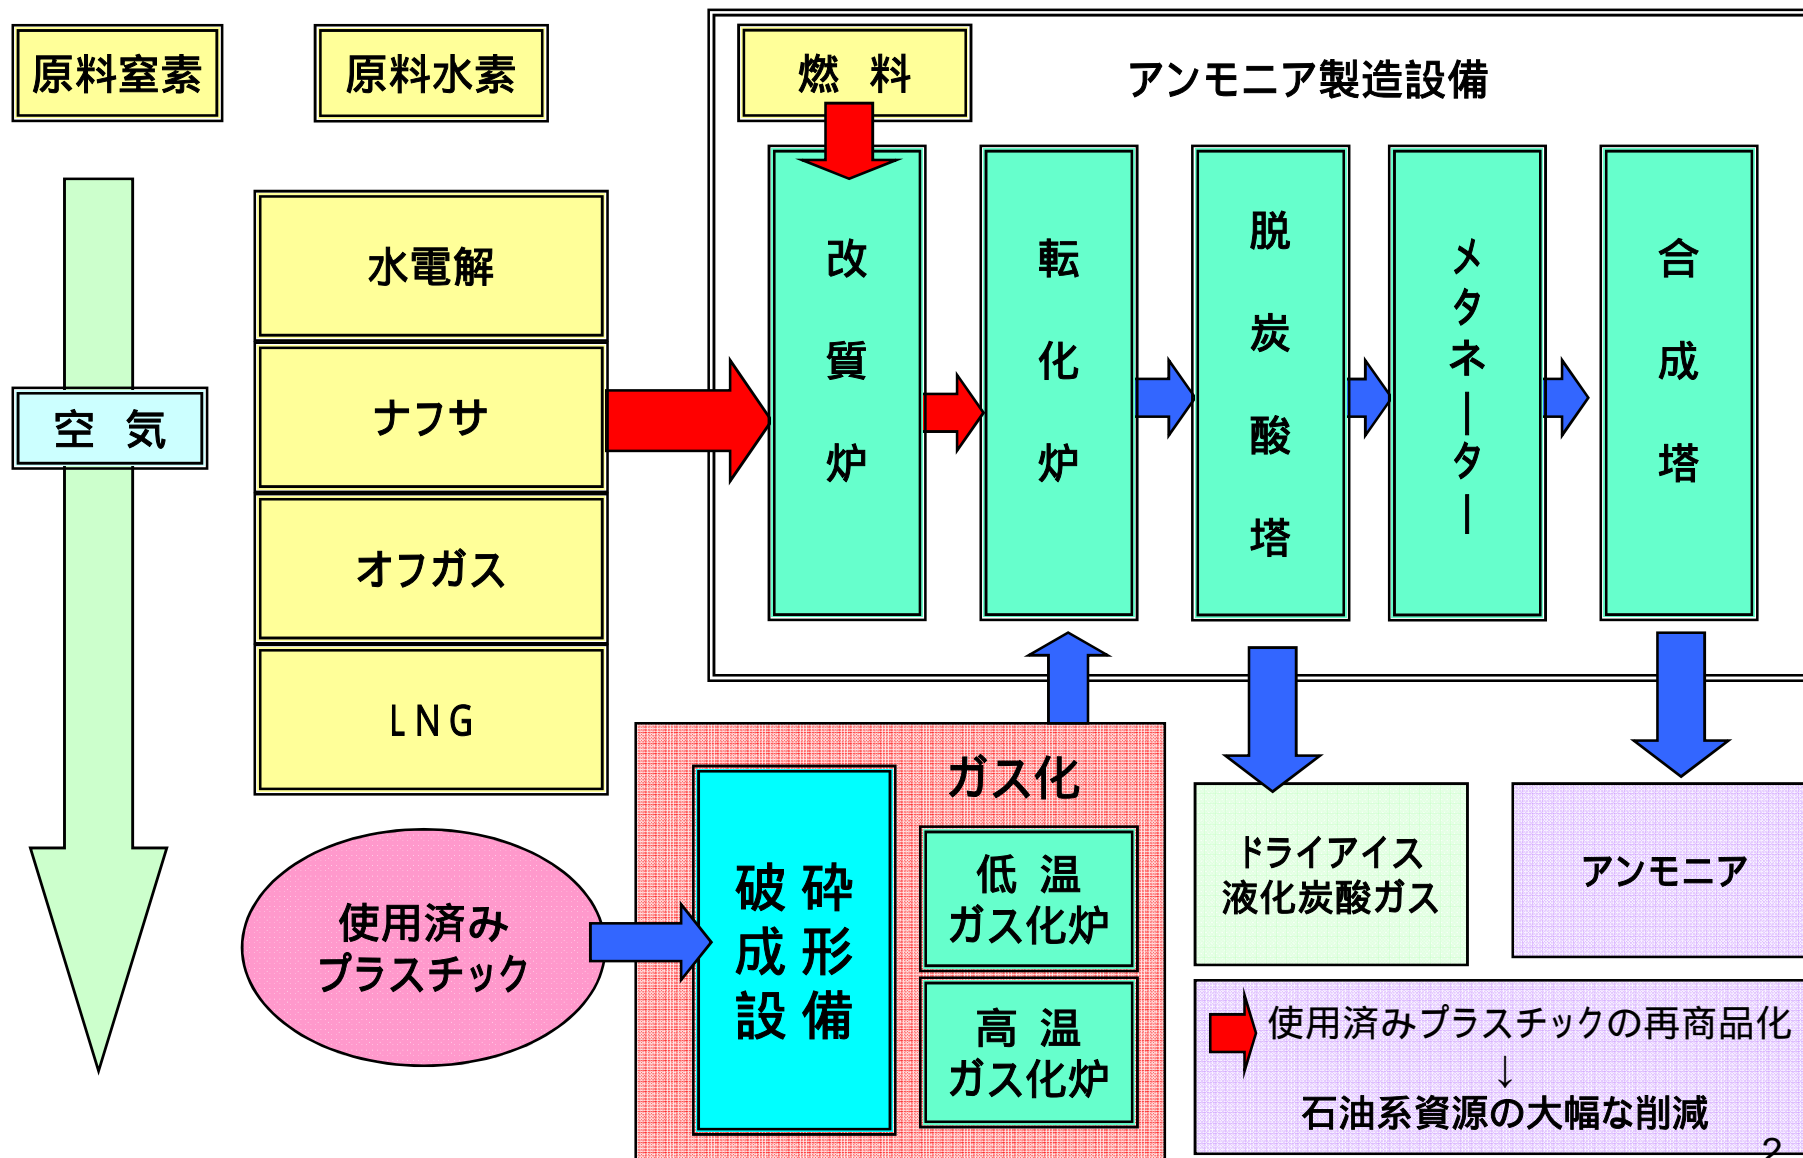 原料窒素
原料水素
燃 料
アンモニア製造設備
水電解
ナフサ
オフガス
LNG
空 気
改質炉
転化炉
脱炭酸塔
メタネーター
合成塔
使用済み
プラスチック
ガス化
破 砕
成 形
設 備
低 温
ガス化炉
高 温
ガス化炉
ドライアイス
液化炭酸ガス
アンモニア
使用済みプラスチックの再商品化
↓
石油系資源の大幅な削減
2